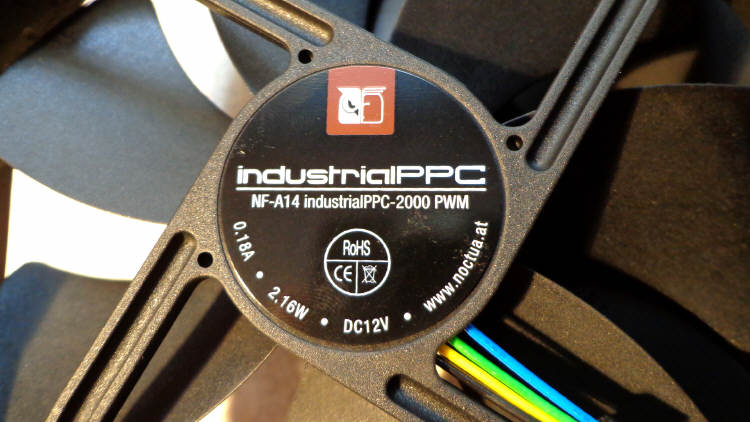 industrialPPC
NF-A14 industrialPPC-2000 PWM
RoHS
CE
0.18A • 2.16W • DC12V • www.noctua.at